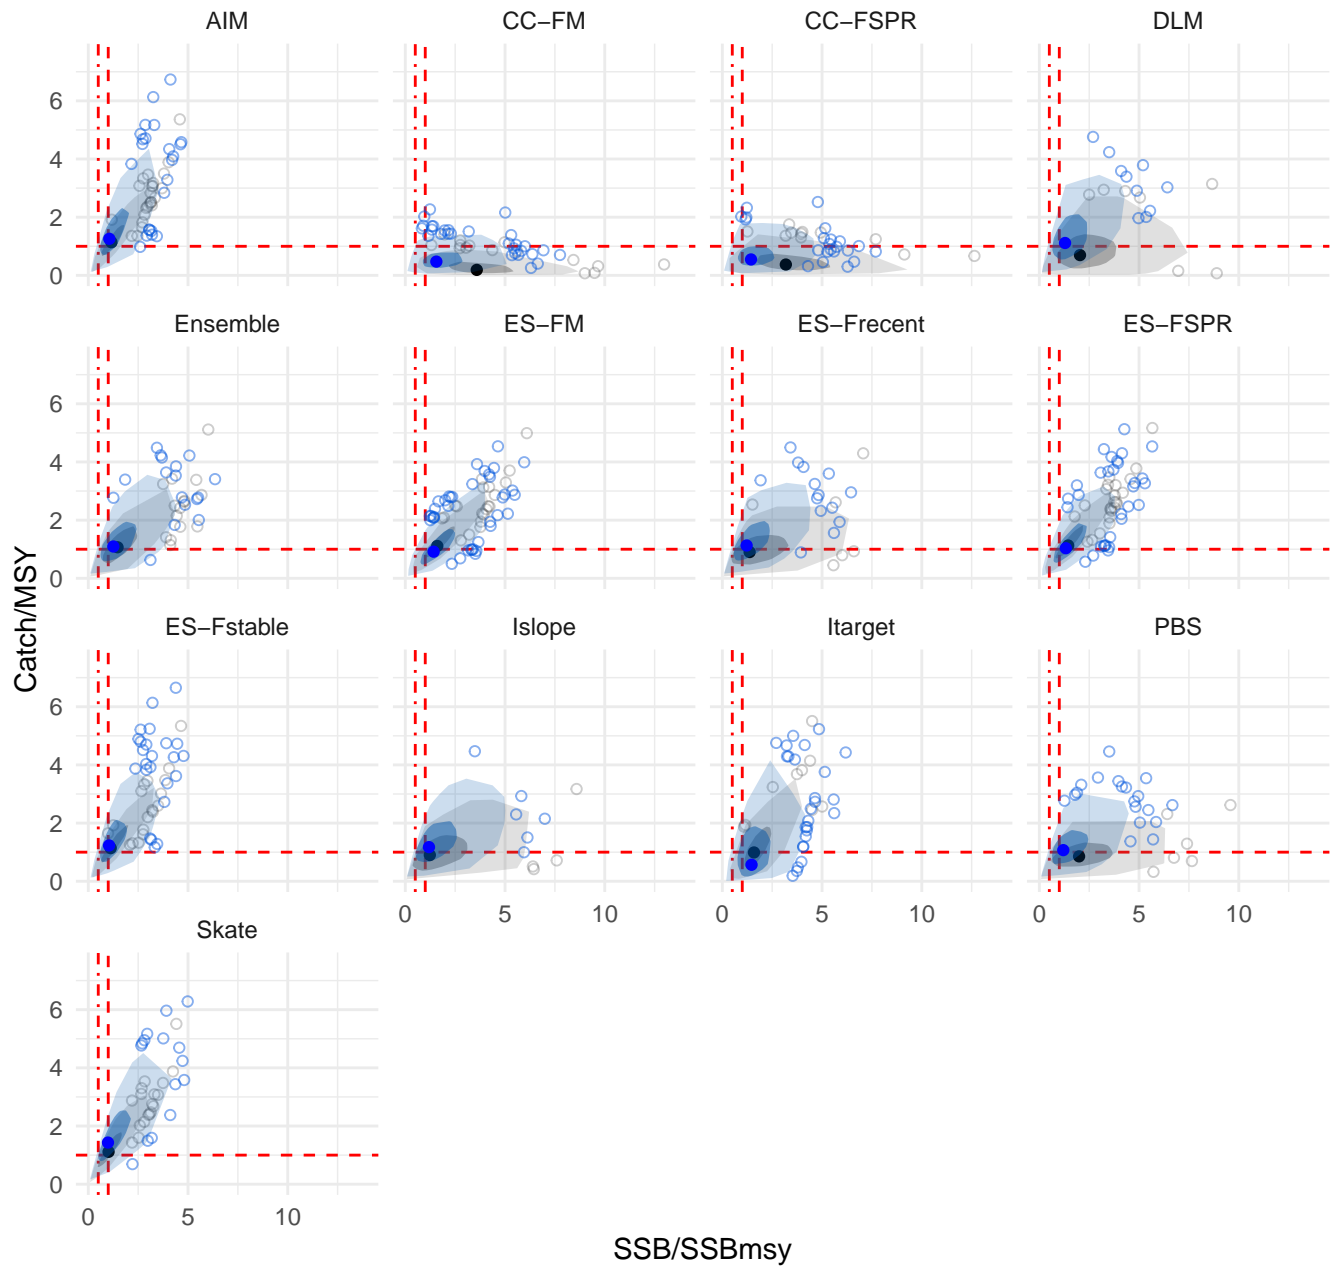 AIM CC−FM CC−FSPR DLM
6
4
2
0
Ensemble ES−FM ES−Frecent ES−FSPR
6
4
2
0
Catch/MSY
ES−Fstable Islope Itarget PBS
6
4
2
0
0 5 10 0 5 10 0 5 10
Skate
6
4
2
0
0 5 10
SSB/SSBmsy